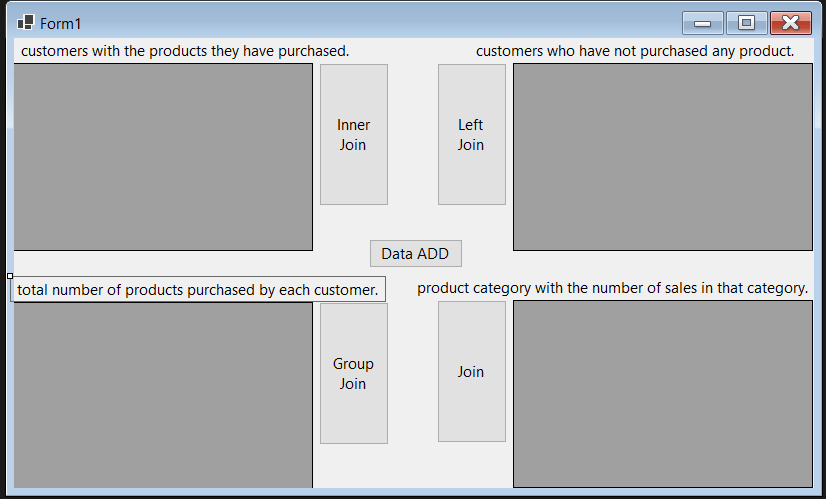 Form1
customers with the products they have purchased.
customers who have not purchased any product.
Inner
Join
Left
Join
Data ADD
total number of products purchased by each customer.
product category with the number of sales in that category.
Group
Join
Join